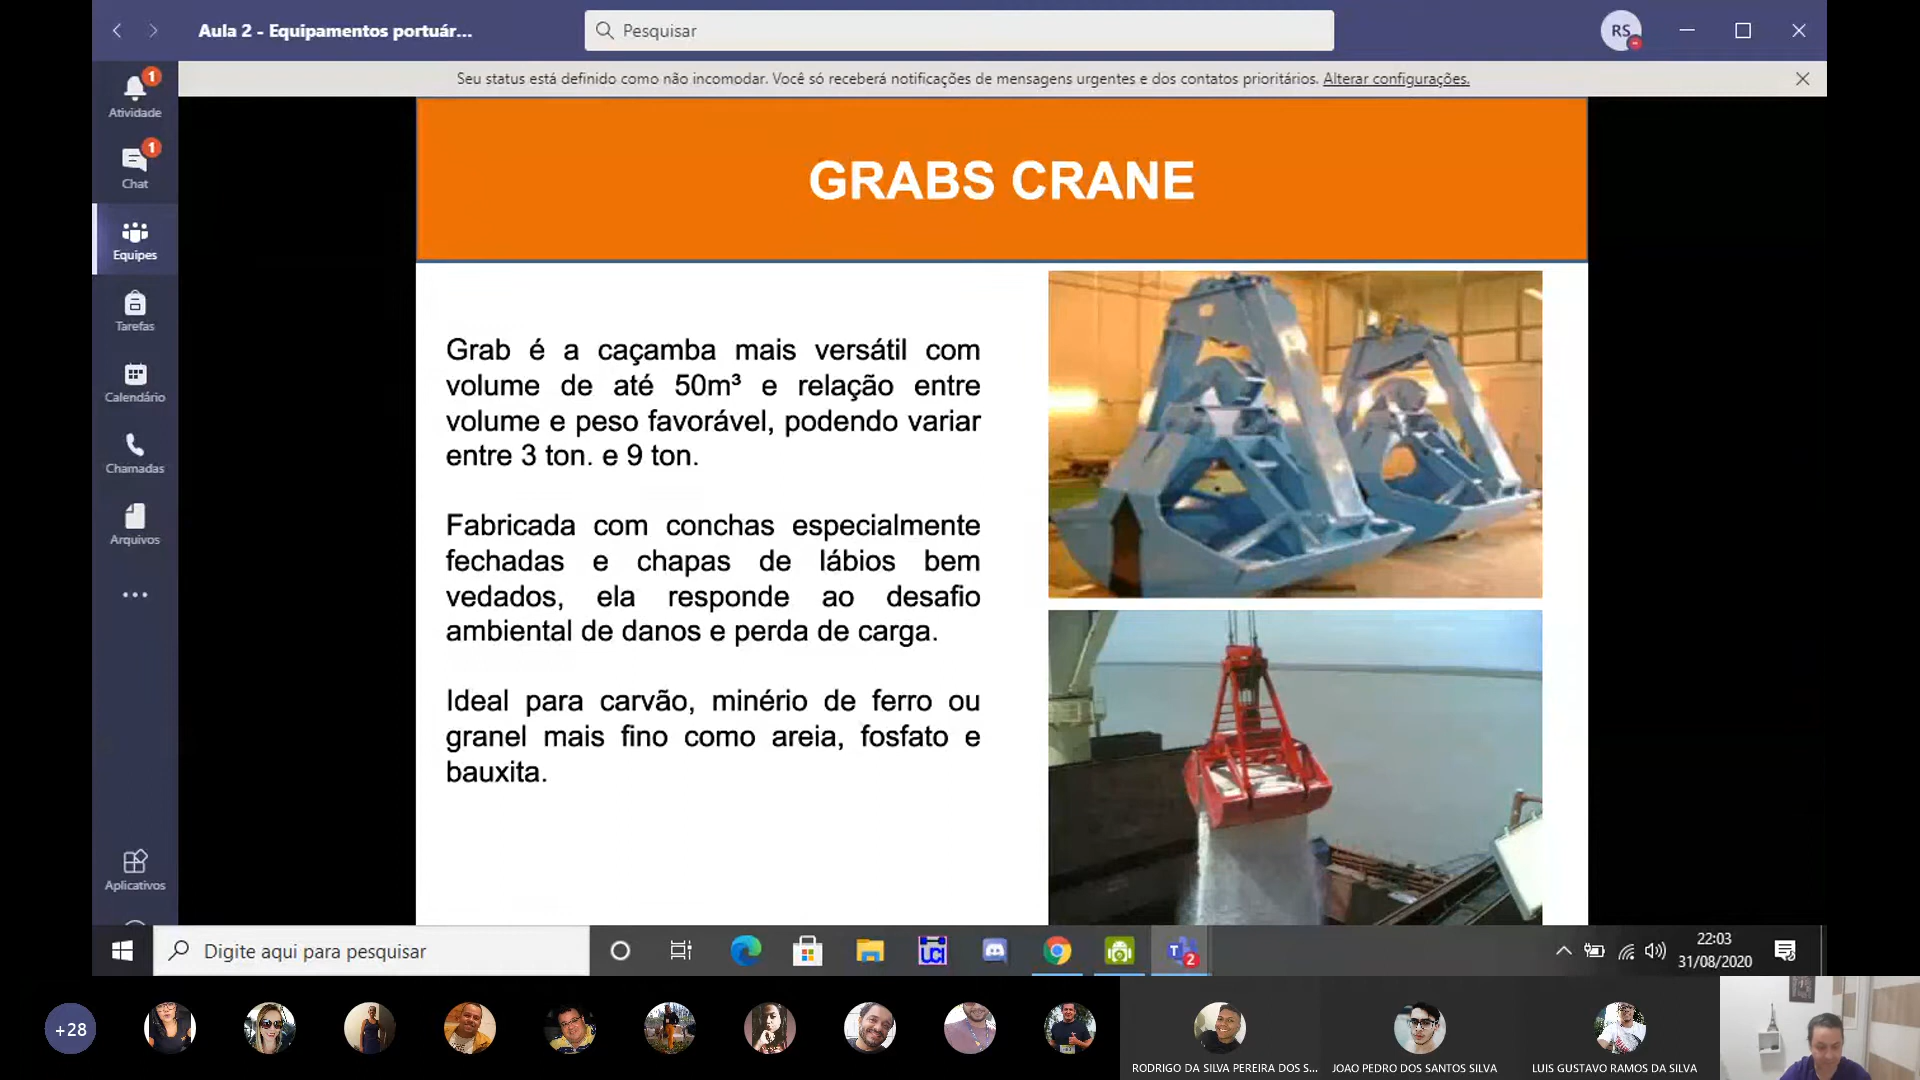 Aula 2 - Equipamentos portuár...
Pesquisar
RS
Seu status está definido como não incomodar. Você só receberá notificações de mensagens urgentes e dos contatos prioritários. Alterar configurações.
1
Atividade
1
Chat
Equipes
Tarefas
Calendário
Chamadas
Arquivos
Aplicativos
GRABS CRANE
Grab é a caçamba mais versátil com
volume de até 50m³ e relação entre
volume e peso favorável, podendo variar
entre 3 ton. e 9 ton.
Fabricada com conchas especialmente
fechadas e chapas de lábios bem
vedados, ela responde ao desafio
ambiental de danos e perda de carga.
Ideal para carvão, minério de ferro ou
granel mais fino como areia, fosfato e
bauxita.
Digite aqui para pesquisar
UCI
T
2
22:03
31/08/2020
+28
RODRIGO DA SILVA PEREIRA DOS S...
JOAO PEDRO DOS SANTOS SILVA
LUIS GUSTAVO RAMOS DA SILVA